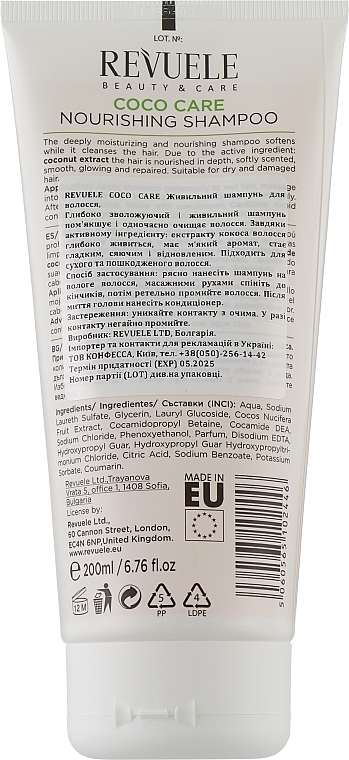 LOT. №:
REVUELE
BEAUTY & CARE
COCO CARE
NOURISHING SHAMPOO
The deeply moisturizing and nourishing shampoo softens
while it cleanses the hair. Due to the active ingredient:
coconut extract the hair is nourished in depth, softly scented,
smooth, glowing and repaired. Suitable for dry and damaged
hair.
REVUELE COCO CARE Живильний шампунь для
волосся,
Глибоко зволожуючий і живильний шампунь
пом'якшує і одночасно очищає волосся. Завдяки
активному інгредієнту: екстракту кокоса волосся
глибоко живиться, має м'який аромат, стає
гладким, сяючим і відновленим. Підходить для
сухого та пошкодженого волосся.
Спосіб застосування: рясно нанесіть шампунь на
вологе волосся, масажними рухами спініть до
кінчиків, потім ретельно промийте волосся. Після
миття голови нанесіть кондиціонер.
Застереження: уникайте контакту з очима. У разі
контакту негайно промийте.
Виробник: REVUELE LTD, Болгарія.
Імпортер та контакти для рекламации в Україні:
ТОВ КОНФЕССА, Київ, тел. +38(050)-256-14-42
Термін придатності (EXP) 05.2025
Номер партії (LOT) див.на упаковці.
Ingredients/ Ingredientes/ Съставки (INCI): Aqua, Sodium
Laureth Sulfate, Glycerin, Lauryl Glucoside, Cocos Nucifera
Fruit Extract, Cocamidopropyl Betaine, Cocamide DEA,
Sodium Chloride, Phenoxyethanol, Parfum, Disodium EDTA,
Hydroxypropyl Guar, Hydroxypropyl Guar Hydroxypropyltri-
monium Chloride, Citric Acid, Sodium Benzoate, Potassium
Sorbate, Coumarin.
Revuele Ltd.,Trayanova
Vrata 5, office 1, 1408 Sofia,
Bulgaria
License by:
Revuele Ltd.,
60 Cannon Street, London,
EC4N 6NP,United Kingdom.
www.revuele.eu
MADE IN
EU
℮ 200ml / 6.76 fl.oz
12 M
5
PP
4
LDPE
5060565102446